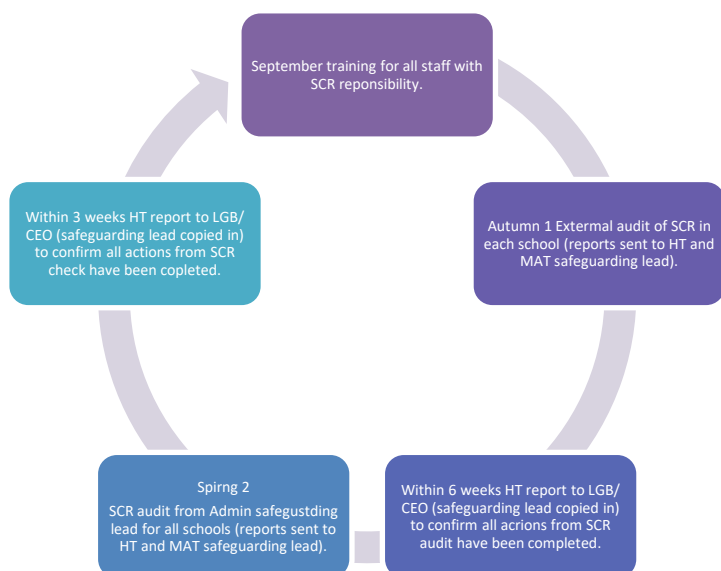 September training for all staff with
SCR reponsibility.
Autumn 1 Extermal audit of SCR in
each school (reports sent to HT and
MAT safeguarding lead).
Within 6 weeks HT report to LGB/
CEO (safeguarding lead copied in)
to confirm all acrions from SCR
audit have been completed.
Spirng 2
SCR audit from Admin safegustding
lead for all schools (reports sent to
HT and MAT safeguarding lead).
Within 3 weeks HT report to LGB/
CEO (safeguarding lead copied in)
to confirm all actions from SCR
check have been copleted.